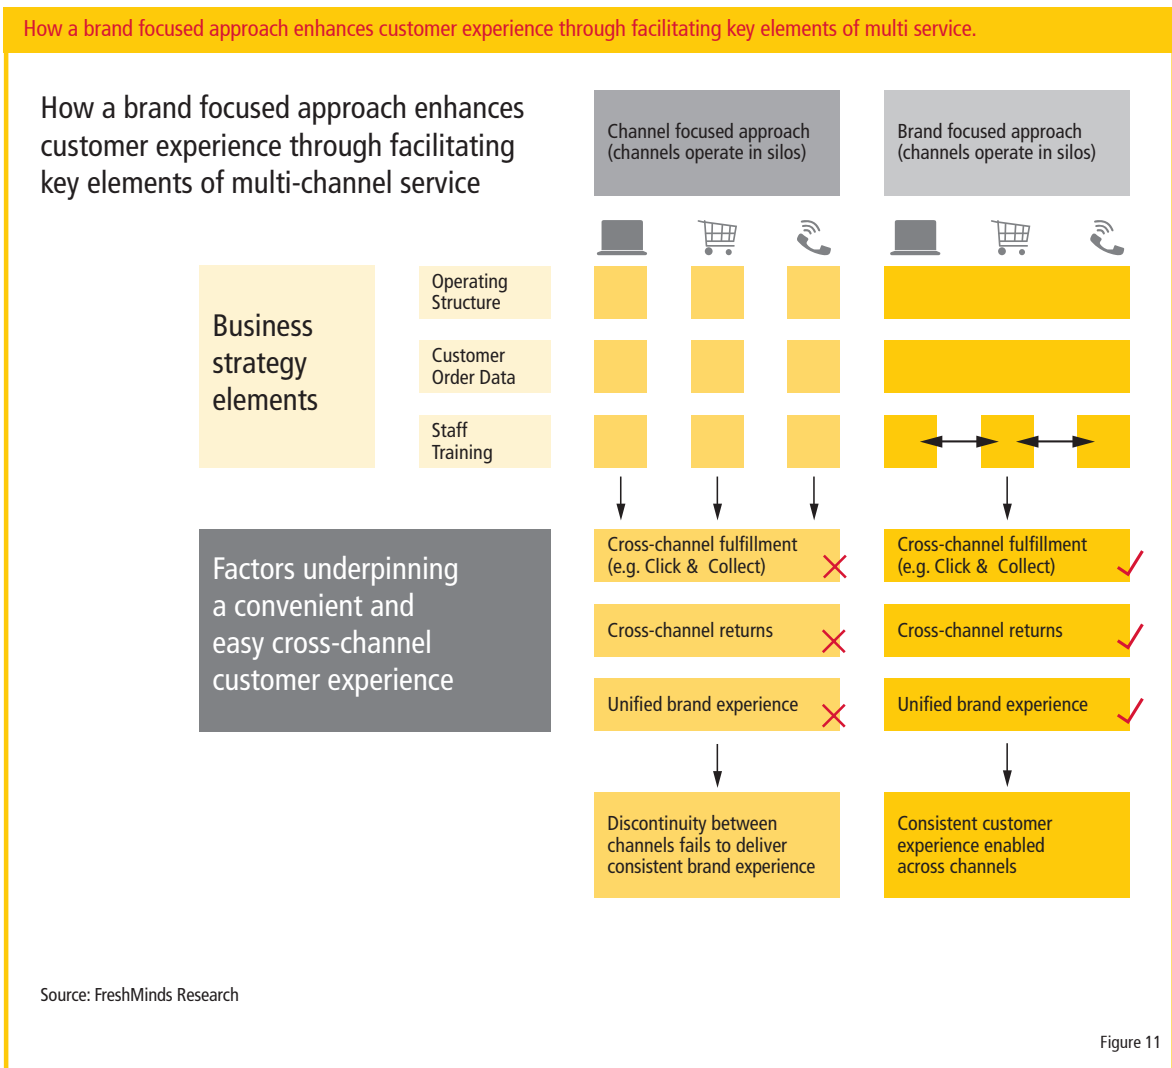 How a brand focused approach enhances customer experience through facilitating key elements of multi service.
How a brand focused approach enhances
customer experience through facilitating
key elements of multi-channel service
Channel focused approach
(channels operate in silos)
Brand focused approach
(channels operate in silos)
Business
strategy
elements
Operating
Structure
Customer
Order Data
Staff
Training
Factors underpinning
a convenient and
easy cross-channel
customer experience
Cross-channel fulfillment
(e.g. Click & Collect)
Cross-channel fulfillment
(e.g. Click & Collect)
Cross-channel returns
Cross-channel returns
Unified brand experience
Unified brand experience
Discontinuity between
channels fails to deliver
consistent brand experience
Consistent customer
experience enabled
across channels
Source: FreshMinds Research
Figure 11